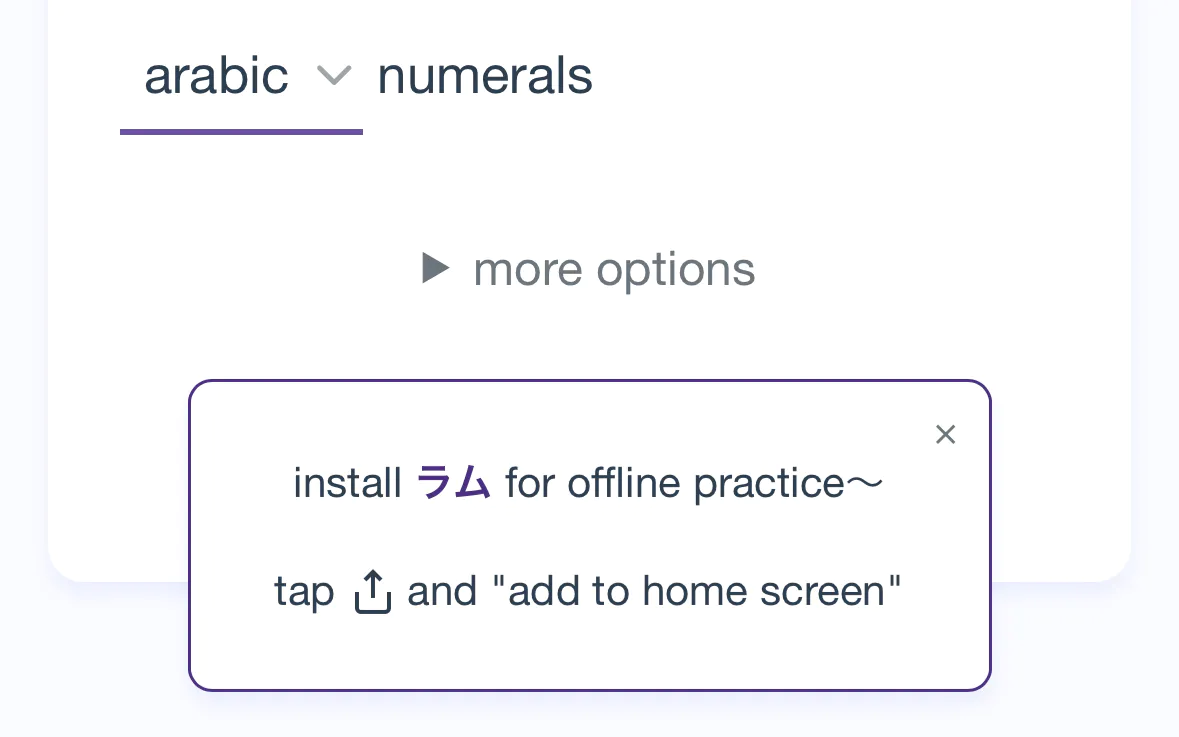 arabic numerals
more options
install ラム for offline practice〜
tap and "add to home screen"